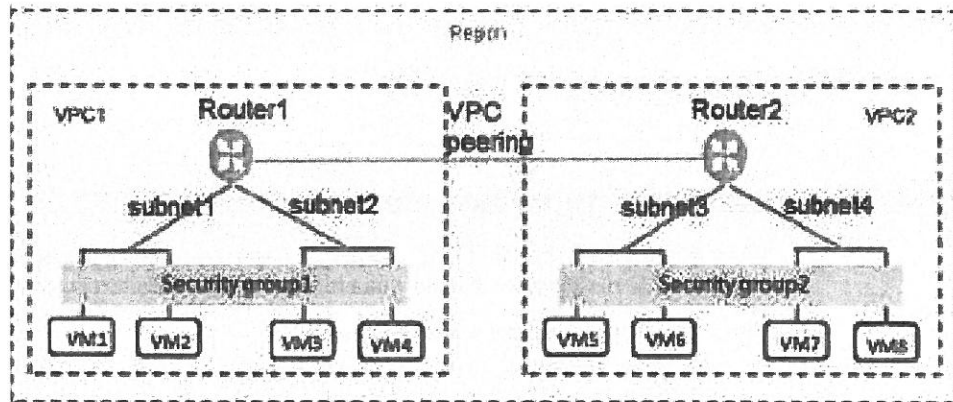 Region
VPC1
Router1
VPC
peering
Router2
VPC2
subnet1
subnet2
subnet3
subnet4
Security group1
Security group2
VM1
VM2
VM3
VM4
VM5
VM6
VM7
VM8